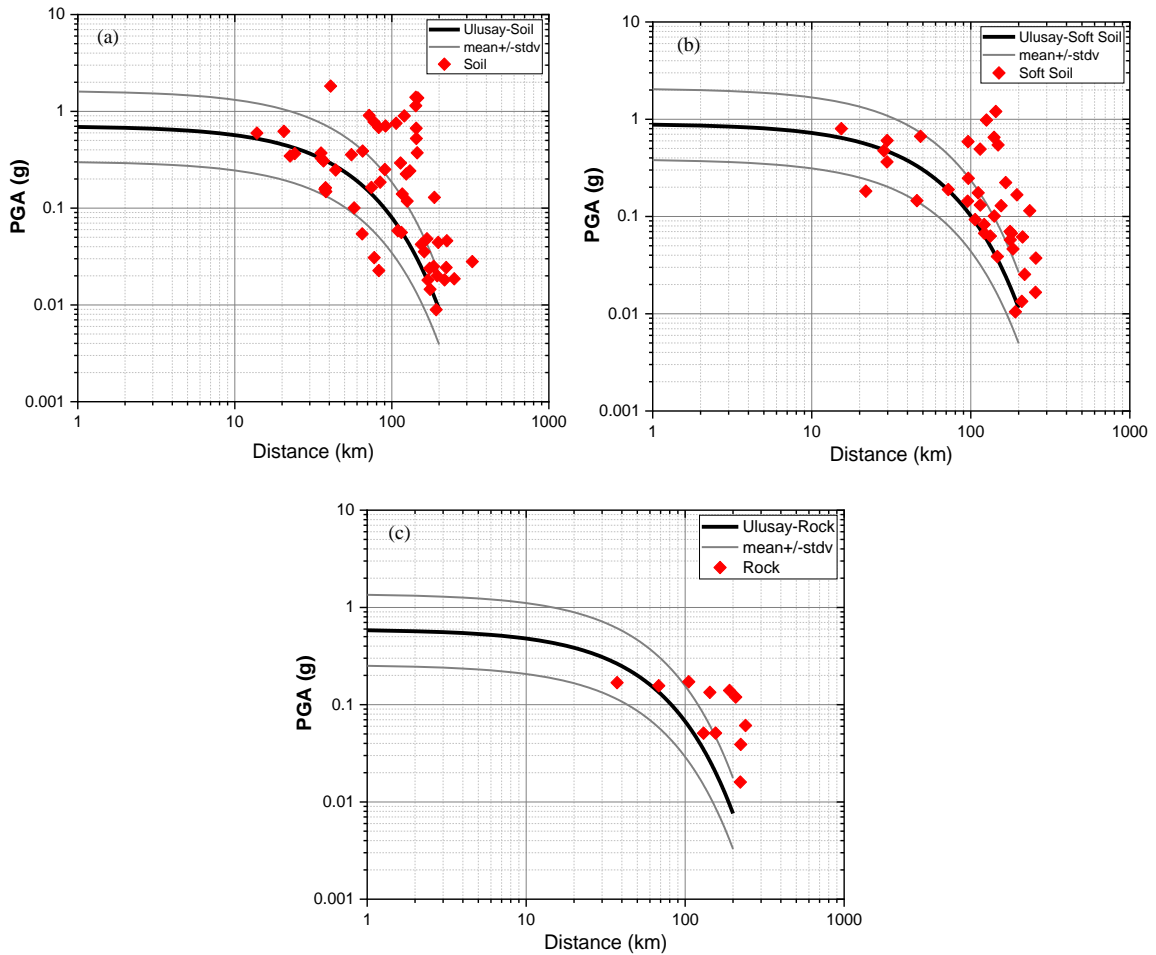 (a)
Ulusay-Soil
mean+/-stdv
Soil
10
1
0.1
0.01
0.001
PGA (g)
1 10 100 1000
Distance (km)
(b)
Ulusay-Soft Soil
mean+/-stdv
Soft Soil
10
1
0.1
0.01
0.001
PGA (g)
1 10 100 1000
Distance (km)
(c)
Ulusay-Rock
mean+/-stdv
Rock
10
1
0.1
0.01
0.001
PGA (g)
1 10 100 1000
Distance (km)